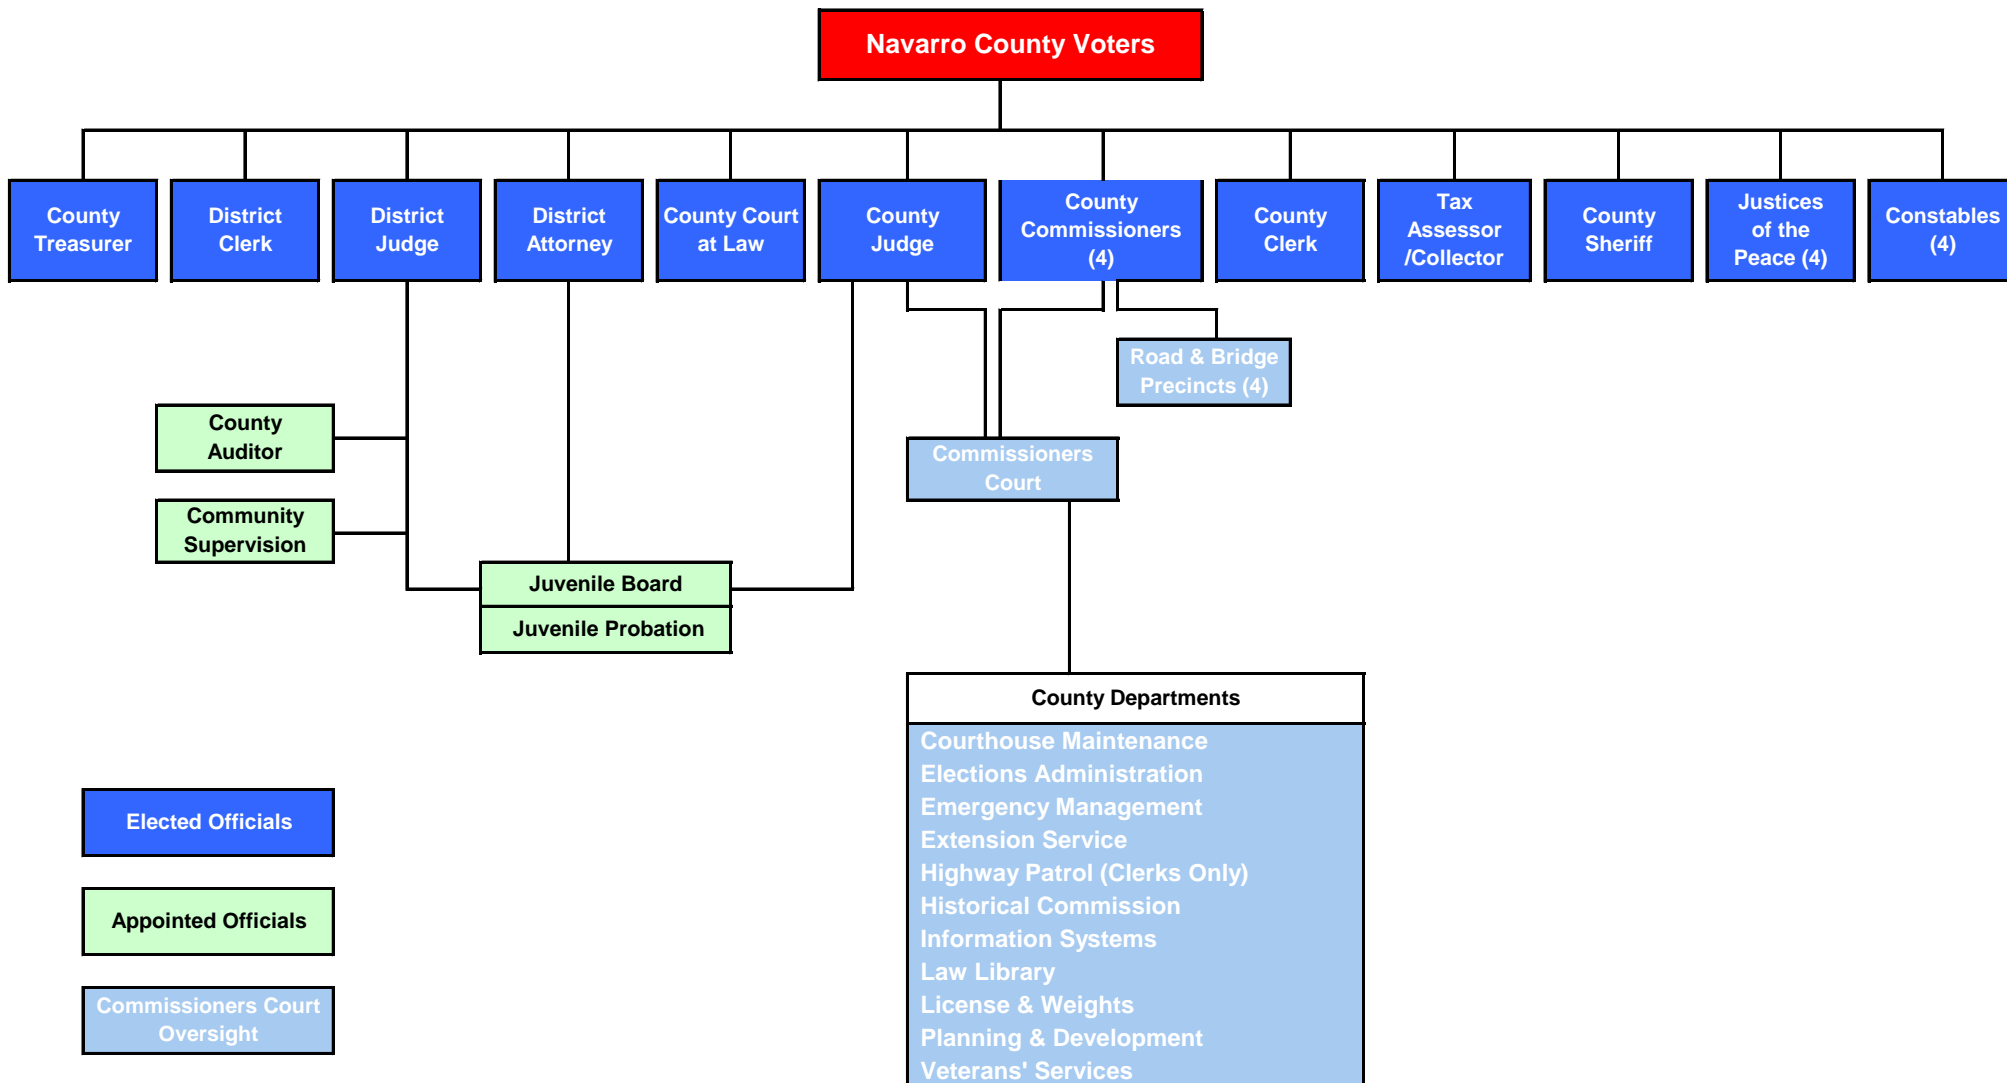 Navarro County Voters
County
Treasurer
District
Clerk
District
Judge
District
Attorney
County Court
at Law
County
Judge
County
Commissioners
(4)
County
Clerk
Tax
Assessor
/Collector
County
Sheriff
Justices
of the
Peace (4)
Constables
(4)
Road & Bridge
Precincts (4)
County
Auditor
Commissioners
Court
Community
Supervision
Juvenile Board
Juvenile Probation
County Departments
Courthouse Maintenance
Elections Administration
Emergency Management
Extension Service
Highway Patrol (Clerks Only)
Historical Commission
Information Systems
Law Library
License & Weights
Planning & Development
Veterans' Services
Elected Officials
Appointed Officials
Commissioners Court
Oversight